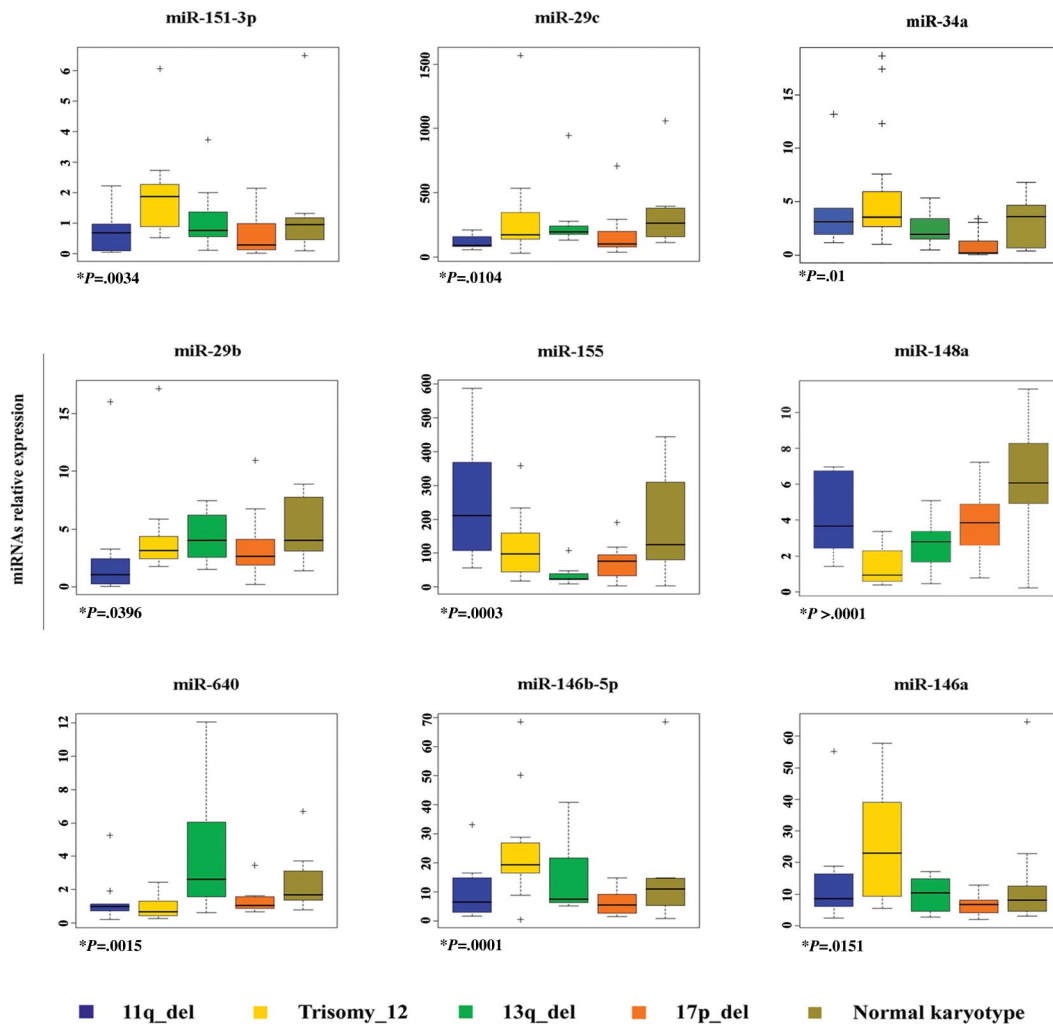 miR-151-3p miR-29c miR-34a
6 5 4 3 2 1 0
1500 1000 500 0
15 10 5 0
*P=.0034 *P=.0104 *P=.01
miRNAs relative expression
miR-29b miR-155 miR-148a
15 10 5 0
600 500 400 300 200 100 0
10 8 6 4 2 0
*P=.0396 *P=.0003 *P >.0001
miR-640 miR-146b-5p miR-146a
12 10 8 6 4 2 0
70 60 50 40 30 20 10 0
60 50 40 30 20 10 0
*P=.0015 *P=.0001 *P=.0151
11q_del Trisomy_12 13q_del 17p_del Normal karyotype